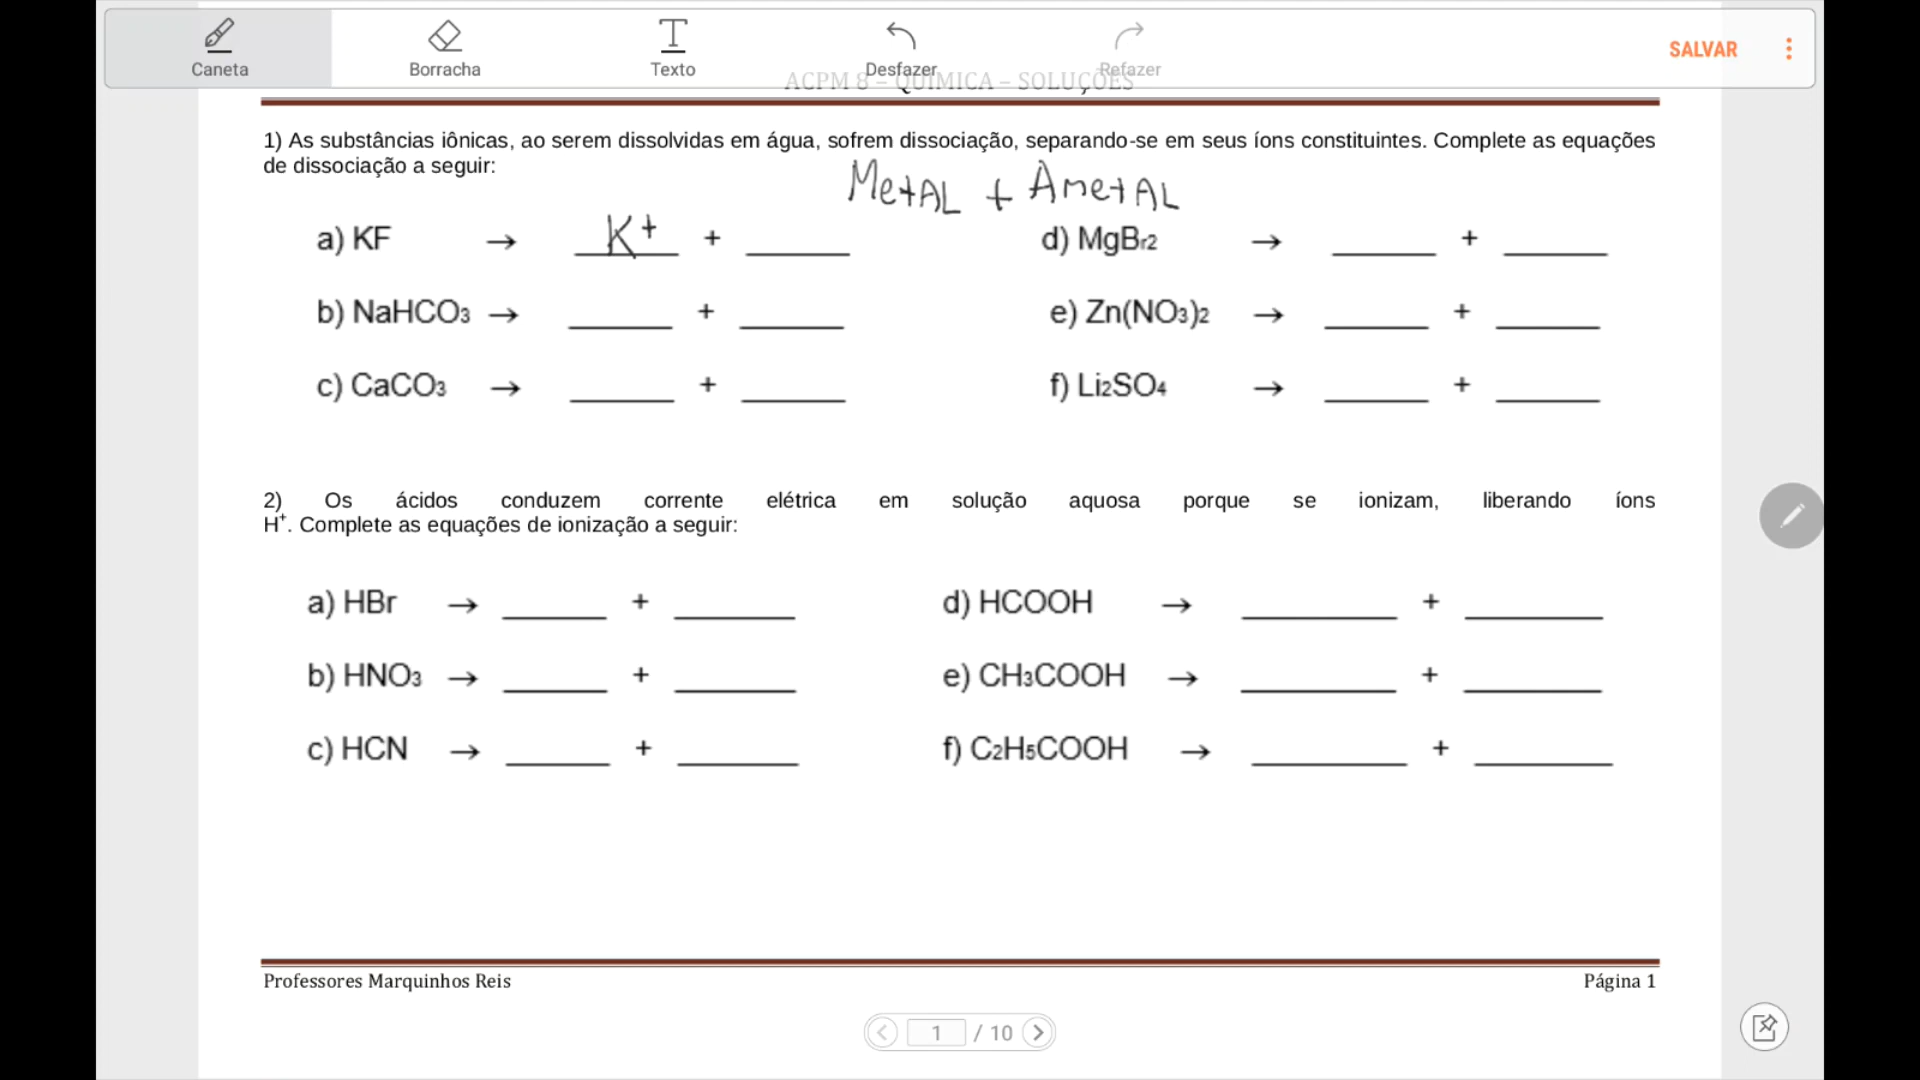 Caneta Borracha Texto Desfazer Refazer SALVAR
ACPM 8 – QUÍMICA – SOLUÇÕES
1) As substâncias iônicas, ao serem dissolvidas em água, sofrem dissociação, separando-se em seus íons constituintes. Complete as equações
de dissociação a seguir:
Metal + Ametal
a) KF → K+ + ______ d) MgBr2 → ______ + ______
b) NaHCO3 → ______ + ______ e) Zn(NO3)2 → ______ + ______
c) CaCO3 → ______ + ______ f) Li2SO4 → ______ + ______
2) Os ácidos conduzem corrente elétrica em solução aquosa porque se ionizam, liberando íons
H+. Complete as equações de ionização a seguir:
a) HBr → ______ + ______ d) HCOOH → ______ + ______
b) HNO3 → ______ + ______ e) CH3COOH → ______ + ______
c) HCN → ______ + ______ f) C2H5COOH → ______ + ______
Professores Marquinhos Reis Página 1
1 / 10